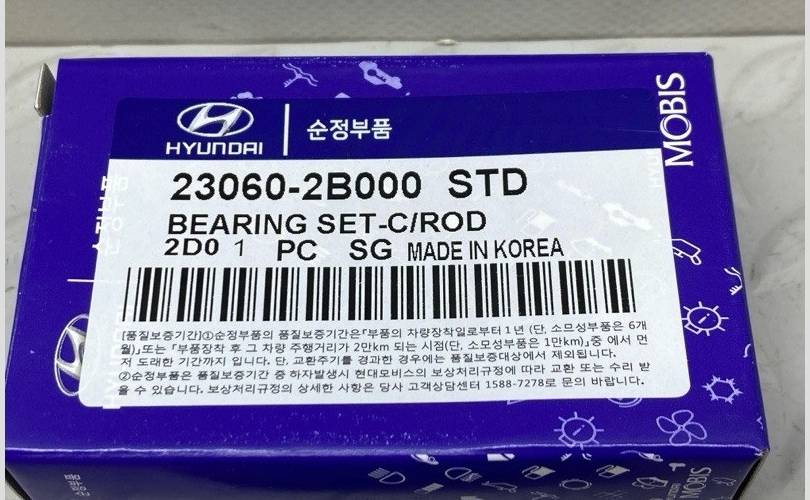 HYUNDAI
순정부품
MOBIS
23060-2B000 STD
BEARING SET-C/ROD
2D0 1 PC SG MADE IN KOREA
[품질보증기간]①순정부품의 품질보증기간은｢부품의 차량장착일로부터 1년 (단, 소모성부품은 6개
월)｣또는 ｢부품장착 후 그 차량 주행거리가 2만km 되는 시점(단, 소모성부품은 1만km)｣중 에서 먼
저 도래한 기간까지 입니다. 단, 교환주기를 경과한 경우에는 품질보증대상에서 제외됩니다.
②순정부품은 품질보증기간 중 하자발생시 현대모비스의 보상처리규정에 따라 교환 또는 수리 받
을 수 있습니다. 보상처리규정의 상세한 사항은 당사 고객상담센터 1588-7278로 문의 바랍니다.
순정부품
MOBIS